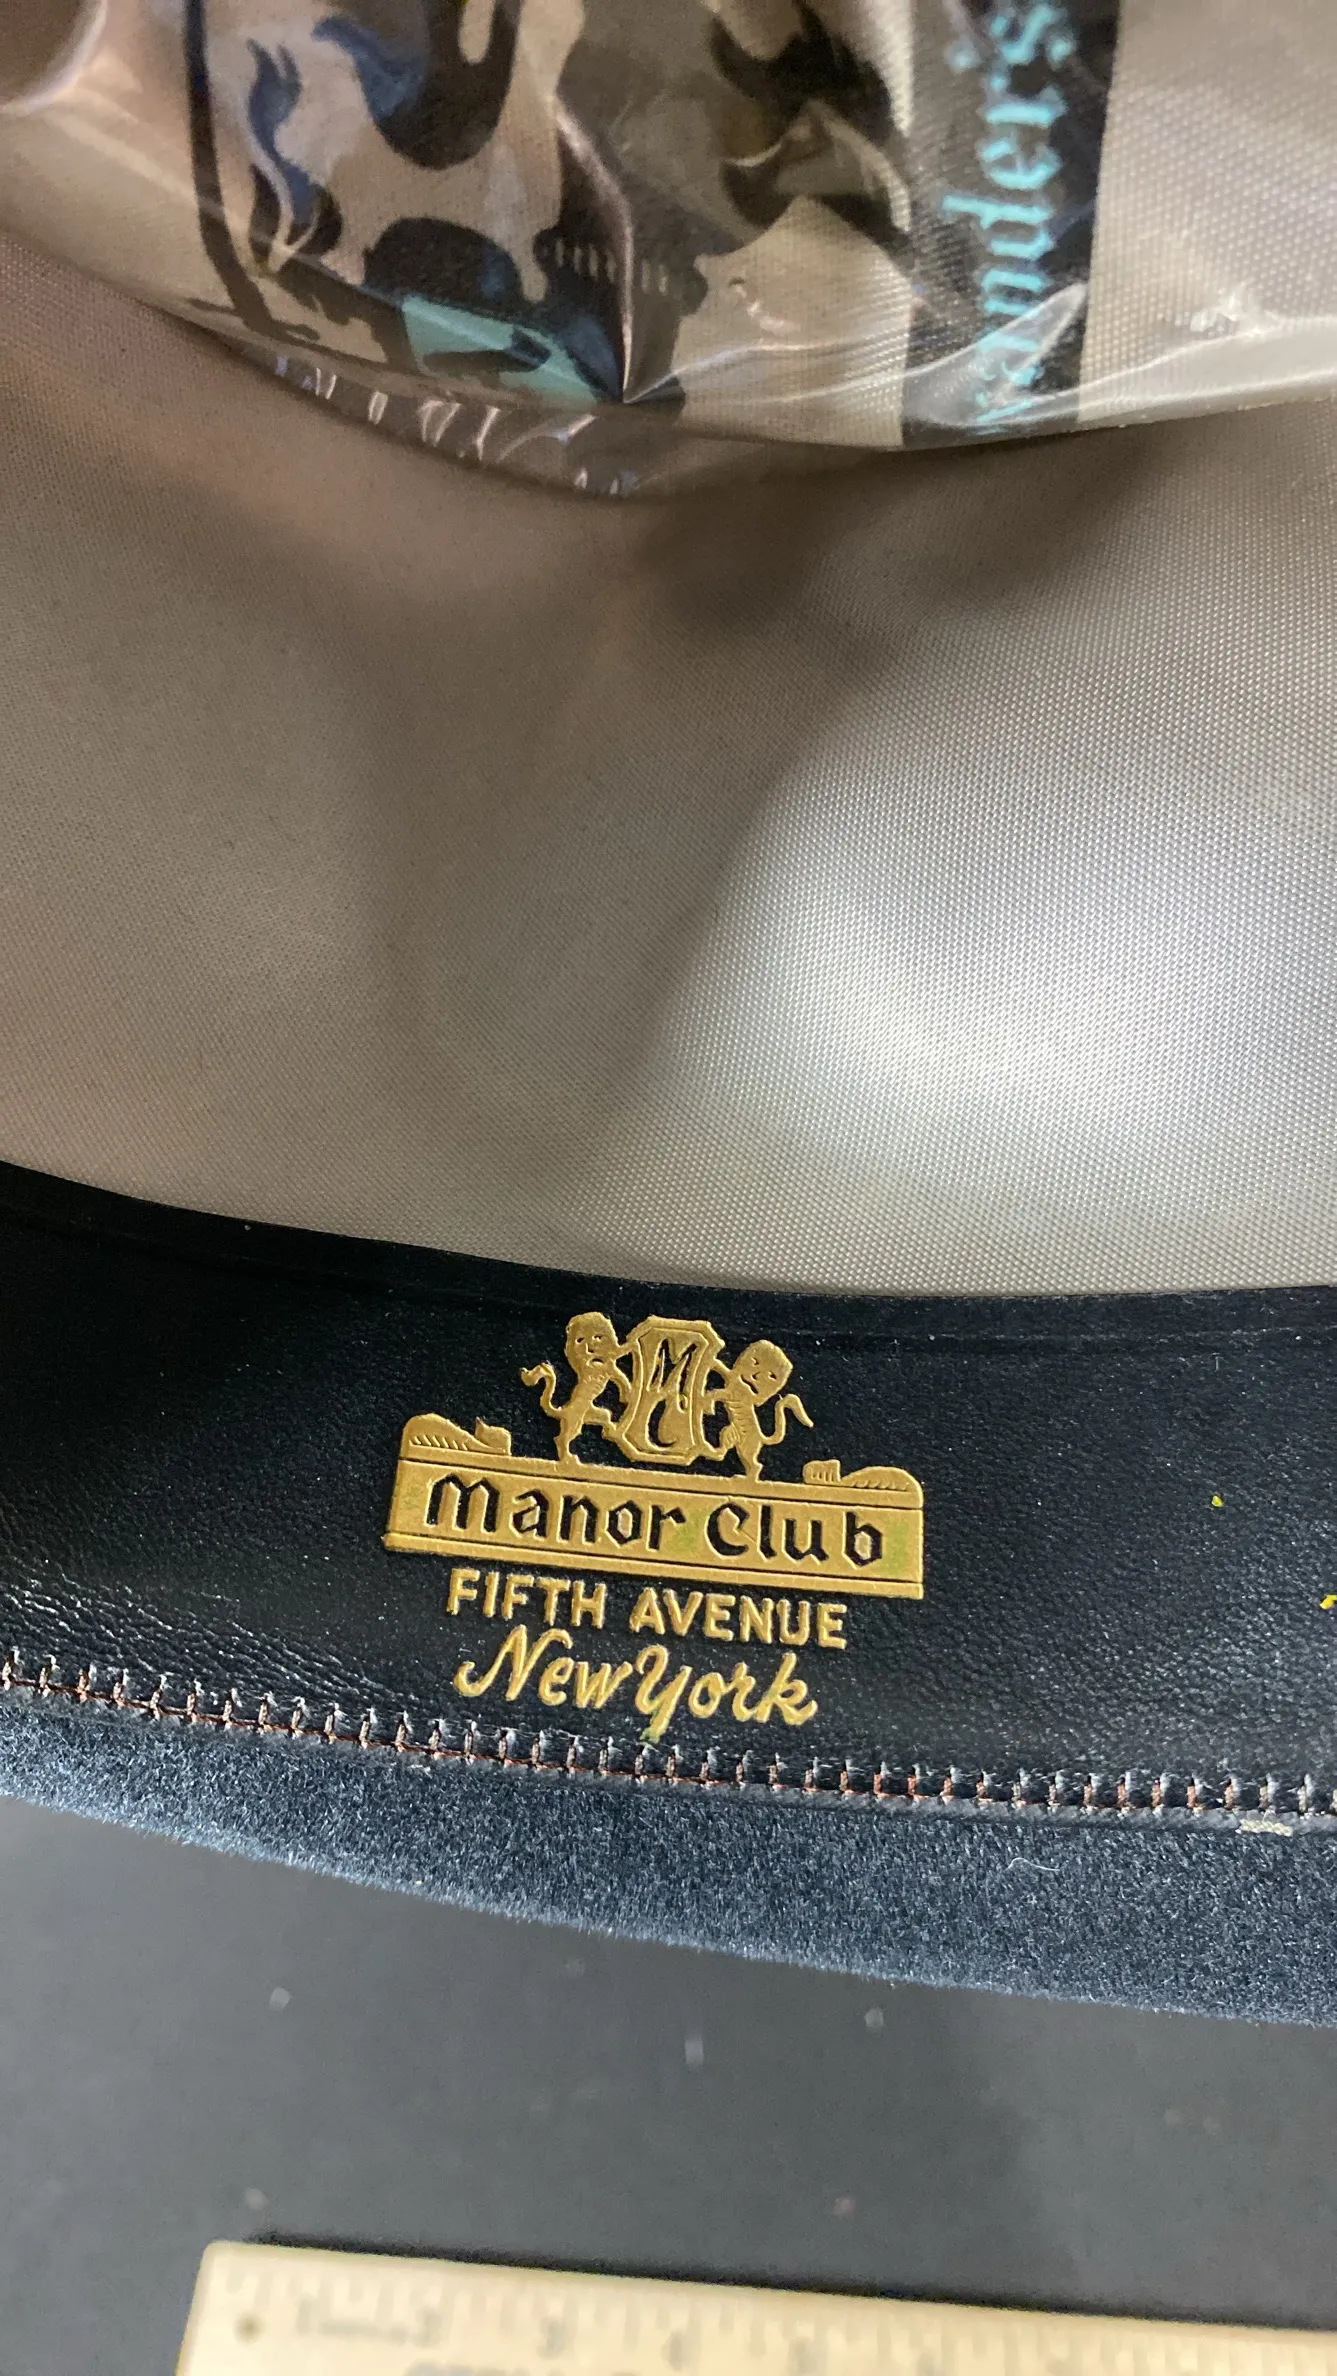 M
C
Manor Club
FIFTH AVENUE
New York